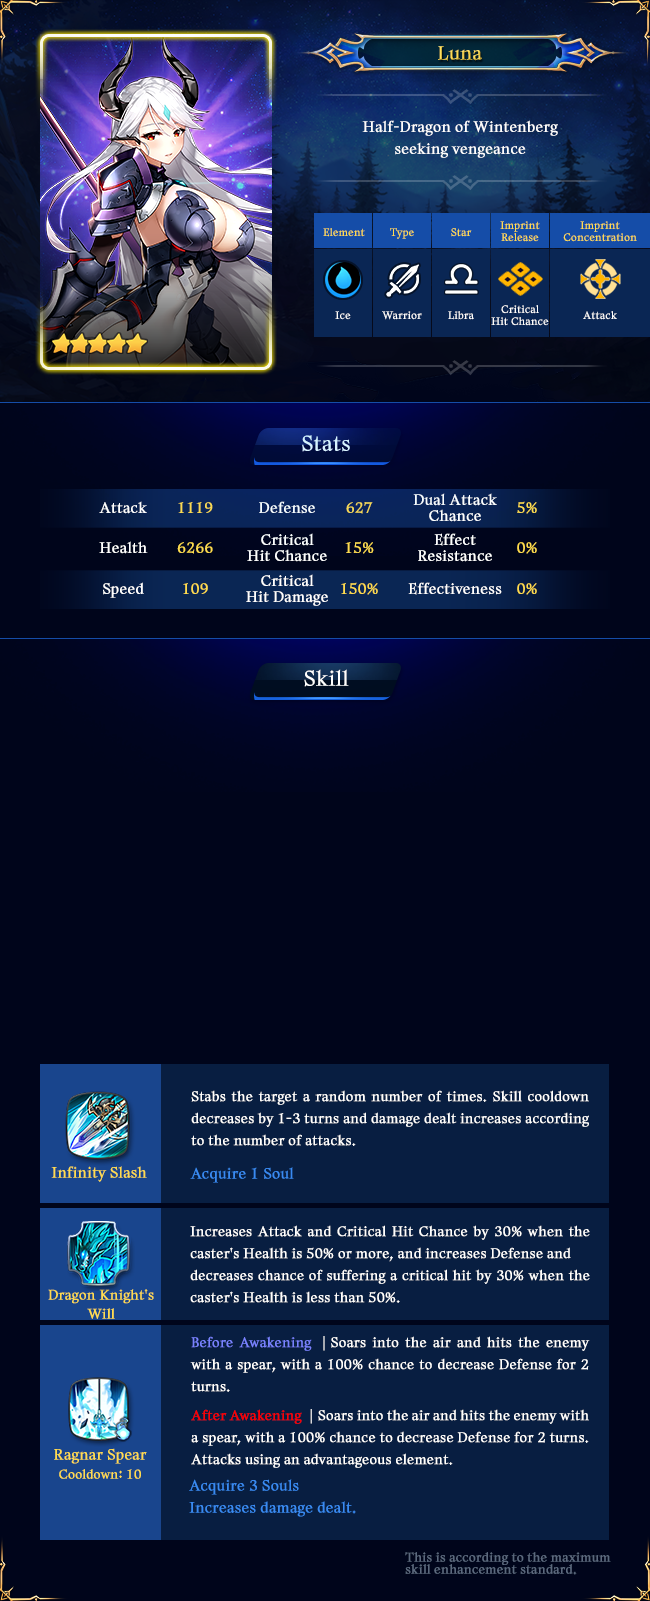 Luna
Half-Dragon of Wintenberg
seeking vengeance
Element
Type
Star
Imprint
Release
Imprint
Concentration
Ice
Warrior
Libra
Critical
Hit Chance
Attack
Stats
Attack 1119 Defense 627 Dual Attack
Chance 5%
Health 6266 Critical
Hit Chance 15% Effect
Resistance 0%
Speed 109 Critical
Hit Damage 150% Effectiveness 0%
Skill
Infinity Slash
Stabs the target a random number of times. Skill cooldown
decreases by 1-3 turns and damage dealt increases according
to the number of attacks.
Acquire 1 Soul
Dragon Knight's
Will
Increases Attack and Critical Hit Chance by 30% when the
caster's Health is 50% or more, and increases Defense and
decreases chance of suffering a critical hit by 30% when the
caster's Health is less than 50%.
Ragnar Spear
Cooldown: 10
Before Awakening | Soars into the air and hits the enemy
with a spear, with a 100% chance to decrease Defense for 2
turns.
After Awakening | Soars into the air and hits the enemy with
a spear, with a 100% chance to decrease Defense for 2 turns.
Attacks using an advantageous element.
Acquire 3 Souls
Increases damage dealt.
This is according to the maximum
skill enhancement standard.